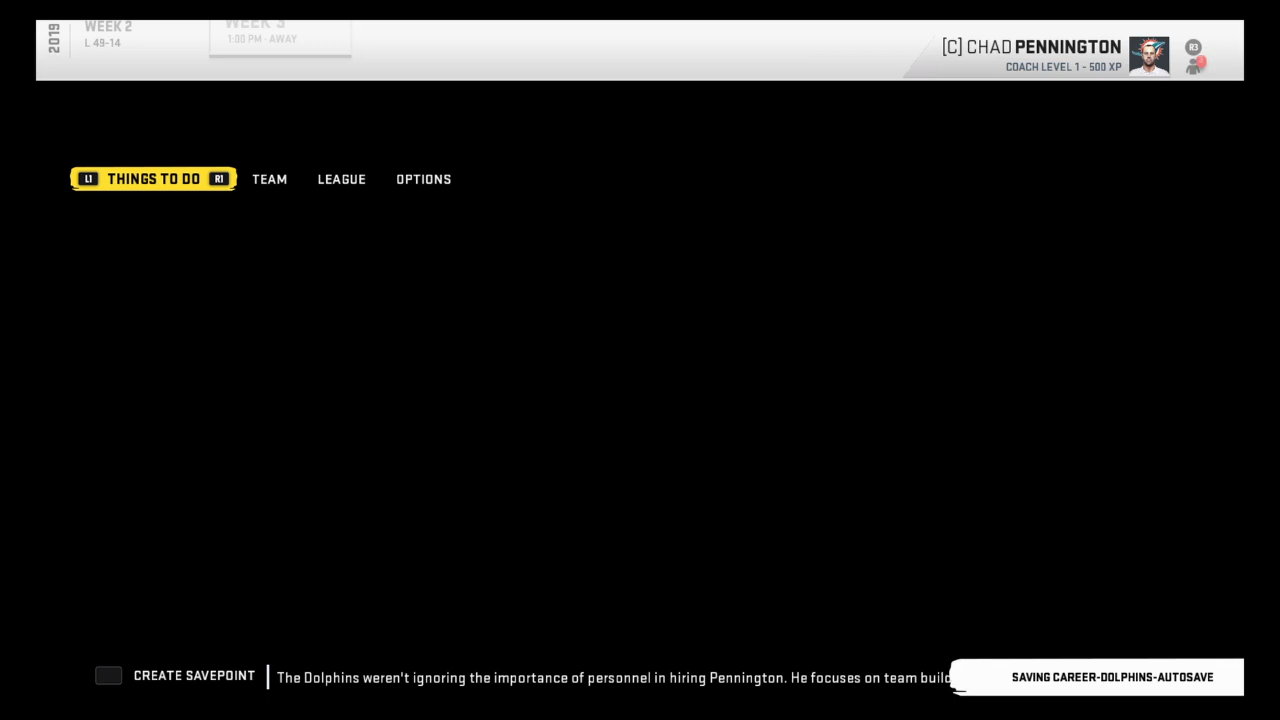 2019
WEEK 2
L 49-14
WEEK 3
1:00 PM - AWAY
[C] CHAD PENNINGTON
COACH LEVEL 1 - 500 XP
R3
L1 THINGS TO DO R1 TEAM LEAGUE OPTIONS
CREATE SAVEPOINT
The Dolphins weren't ignoring the importance of personnel in hiring Pennington. He focuses on team build
SAVING CAREER-DOLPHINS-AUTOSAVE